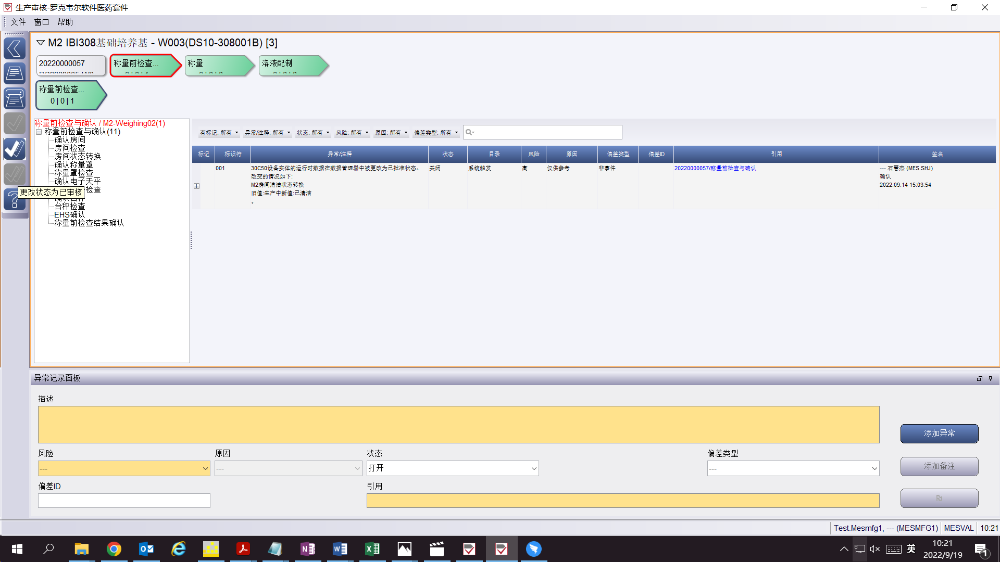 生产审核-罗克韦尔软件医药套件
文件 窗口 帮助
M2 IBI308基础培养基 - W003(DS10-308001B) [3]
20220000057
称量前检查...
称量
溶液配制
称量前检查...
0 | 0 | 1
称量前检查与确认 / M2-Weighing02(1)
称量前检查与确认(11)
确认房间
房间检查
房间状态转换
确认称量罩
称量罩检查
确认电子天平
检查
更改状态为已审核
台秤检查
EHS确认
称量前检查结果确认
有标记: 所有 异常/注释: 所有 状态: 所有 风险: 所有 原因: 所有 偏差类型: 所有
标记 标识符 异常/注释 状态 目录 风险 原因 偏差类型 偏差ID 引用 签名
001 30C50设备实体的运行时数据在数据管理器中被更改为已批准状态。 关闭 系统触发 高 仅供参考 非事件 20220000057/称量前检查与确认 --- 石慧杰 (MES.SHJ)
改变的情况如下: 确认
M2房间清洁状态转换 2022.09.14 15:03:54
旧值:生产中新值:已清洁
。
异常记录面板
描述
添加异常
风险 原因 状态 偏差类型
--- --- 打开 ---
添加备注
偏差ID 引用
Test.Mesmfg1, --- (MESMFG1) MESVAL 10:21
英
10:21
2022/9/19
1